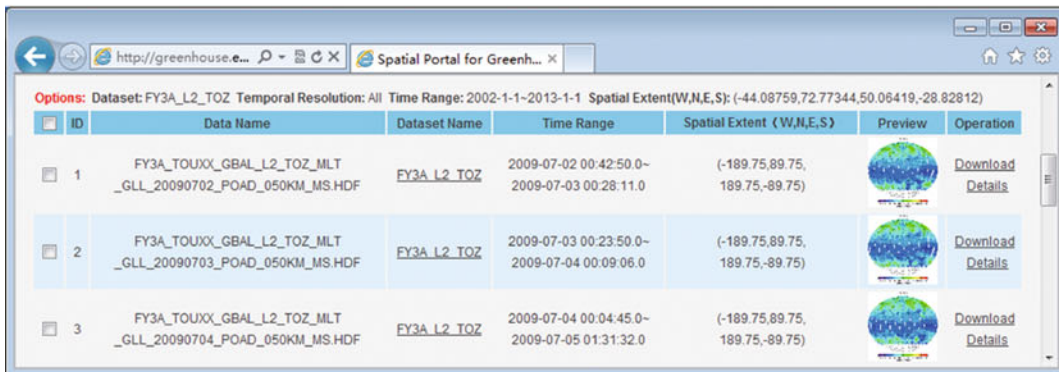 http://greenhouse.e...
Spatial Portal for Greenh...
Options: Dataset: FY3A_L2_TOZ Temporal Resolution: All Time Range: 2002-1-1~2013-1-1 Spatial Extent(W,N,E,S): (-44.08759,72.77344,50.06419,-28.82812)
ID Data Name Dataset Name Time Range Spatial Extent (W,N,E,S) Preview Operation
FY3A_TOUXX_GBAL_L2_TOZ_MLT 2009-07-02 00:42:50.0~ (-189.75,89.75, Download
1 FY3A_L2_TOZ
_GLL_20090702_POAD_050KM_MS.HDF 2009-07-03 00:28:11.0 189.75,-89.75) Details
FY3A_TOUXX_GBAL_L2_TOZ_MLT 2009-07-03 00:23:50.0~ (-189.75,89.75, Download
2 FY3A_L2_TOZ
_GLL_20090703_POAD_050KM_MS.HDF 2009-07-04 00:09:06.0 189.75,-89.75) Details
FY3A_TOUXX_GBAL_L2_TOZ_MLT 2009-07-04 00:04:45.0~ (-189.75,89.75, Download
3 FY3A_L2_TOZ
_GLL_20090704_POAD_050KM_MS.HDF 2009-07-05 01:31:32.0 189.75,-89.75) Details